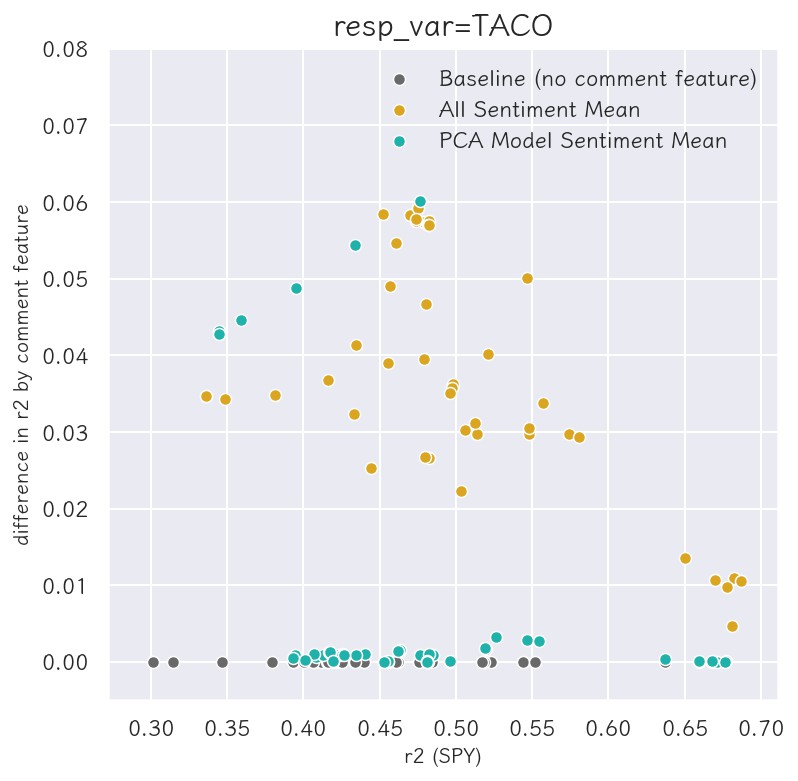 resp_var=TACO
0.08
Baseline (no comment feature)
All Sentiment Mean
PCA Model Sentiment Mean
0.07
0.06
0.05
0.04
0.03
0.02
0.01
0.00
difference in r2 by comment feature
0.30 0.35 0.40 0.45 0.50 0.55 0.60 0.65 0.70
r2 (SPY)